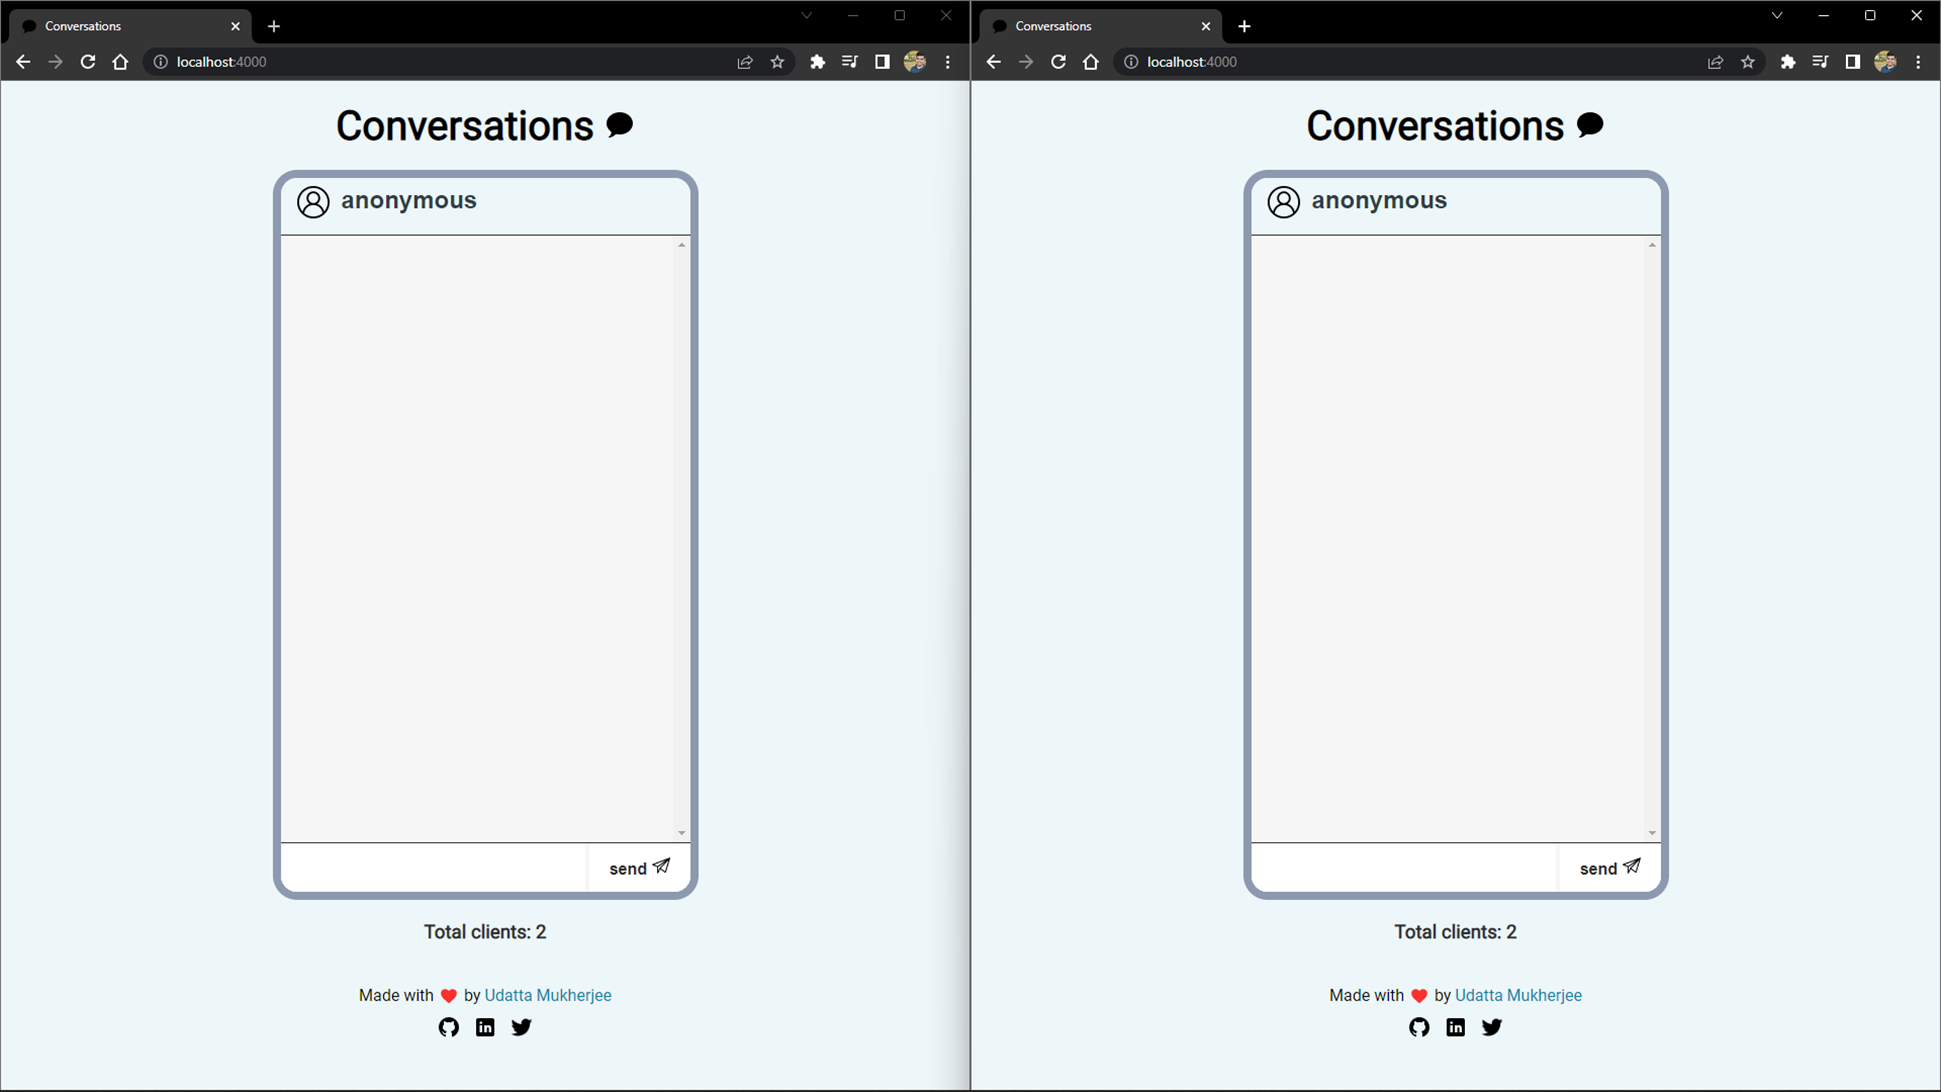 Conversations
localhost:4000
Conversations
anonymous
send
Total clients: 2
Made with ❤ by Udatta Mukherjee
Conversations
localhost:4000
Conversations
anonymous
send
Total clients: 2
Made with ❤ by Udatta Mukherjee